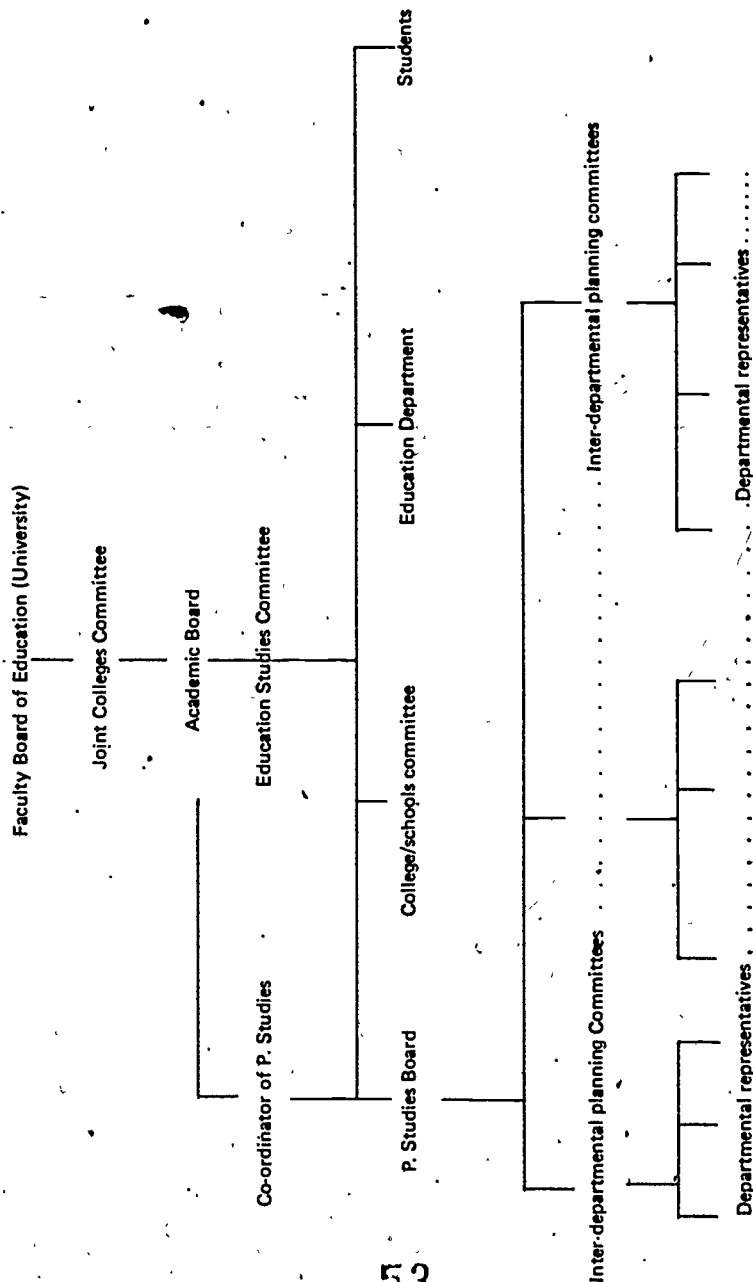 Faculty Board of Education (University)
Joint Colleges Committee
Academic Board
Co-ordinator of P. Studies
Education Studies Committee
P. Studies Board
College/schools committee
Education Department
Students
Inter-departmental planning Committees . . . . . . . . . . . . . . . . . . . . Inter-departmental planning committees
Departmental representatives . . . . . . . . . . . . . . . . . . . . Departmental representatives . . . . . . .